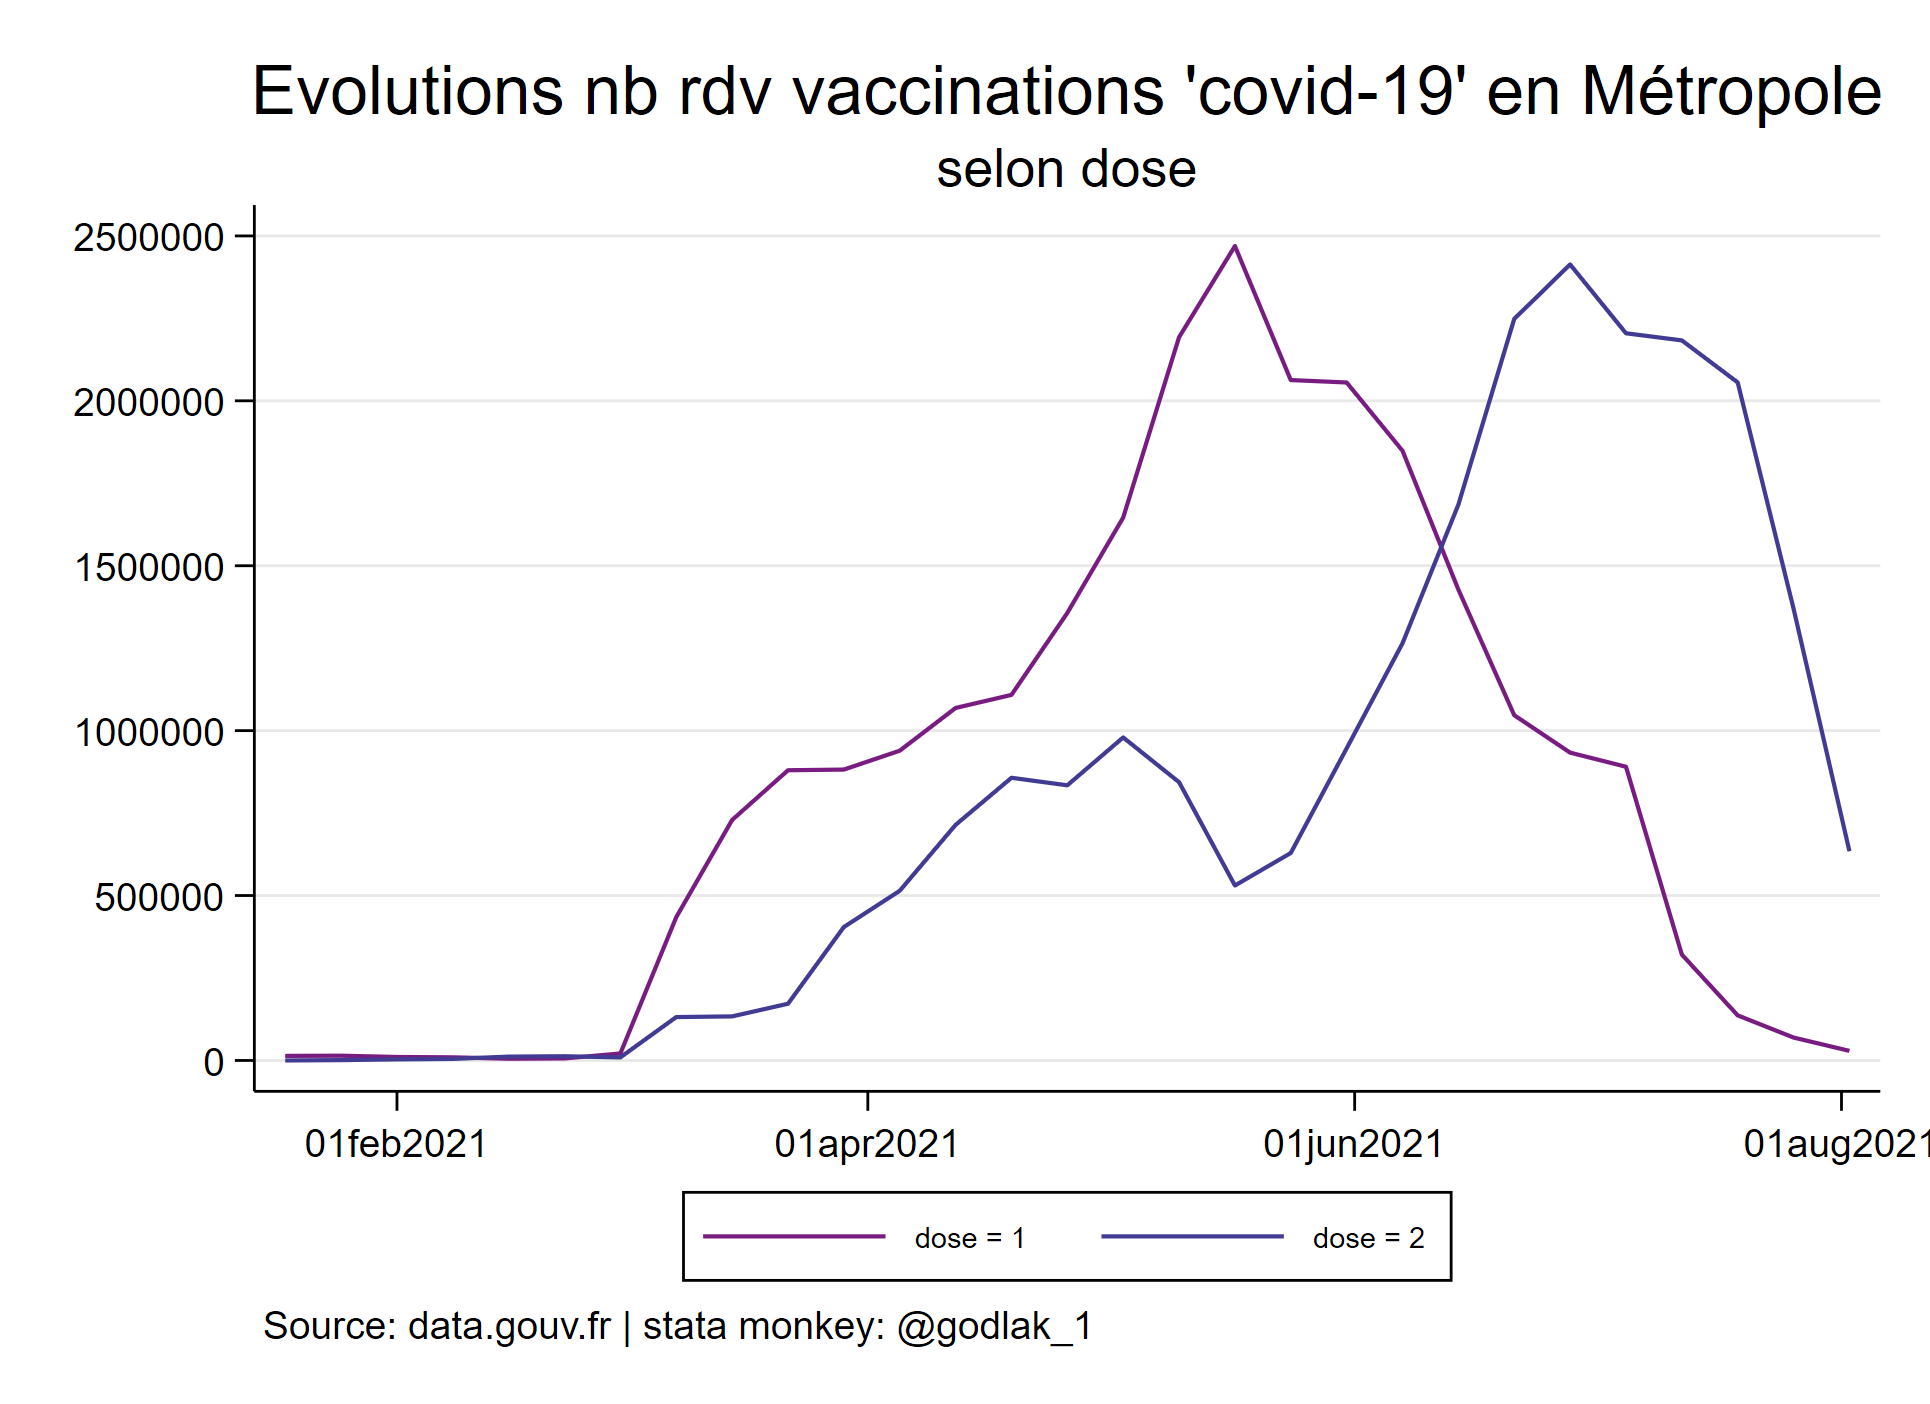 Evolutions nb rdv vaccinations 'covid-19' en Métropole
selon dose
2500000
2000000
1500000
1000000
500000
0
01feb2021 01apr2021 01jun2021 01aug2021
dose = 1 dose = 2
Source: data.gouv.fr | stata monkey: @godlak_1